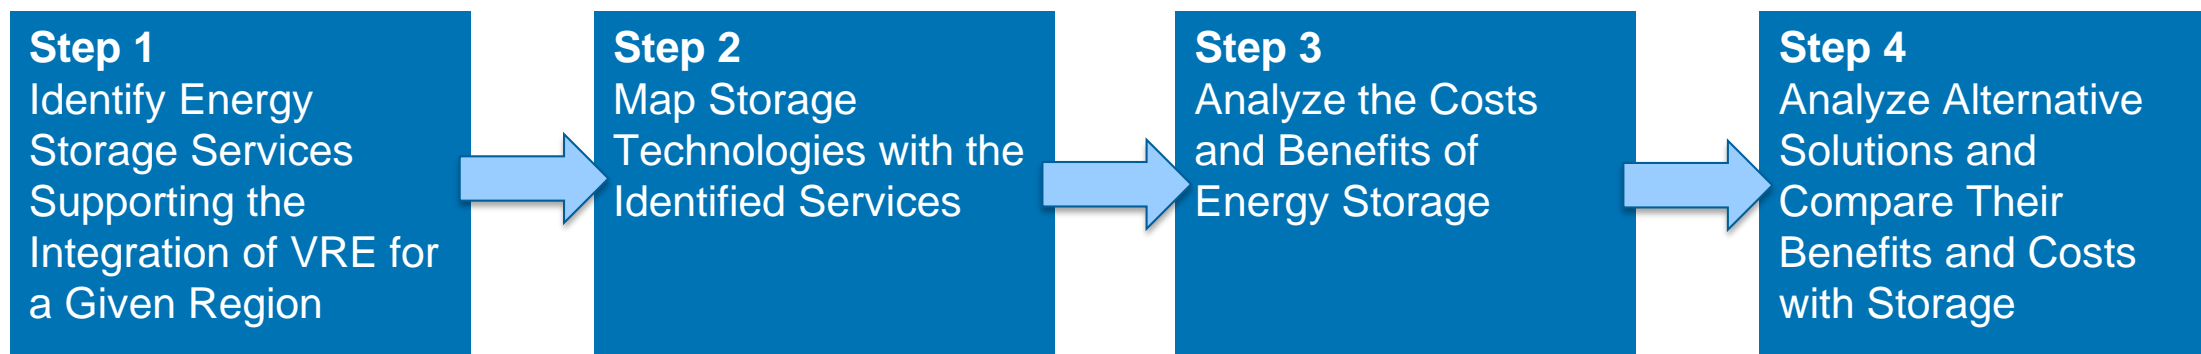 Step 1
Identify Energy
Storage Services
Supporting the
Integration of VRE for
a Given Region
Step 2
Map Storage
Technologies with the
Identified Services
Step 3
Analyze the Costs
and Benefits of
Energy Storage
Step 4
Analyze Alternative
Solutions and
Compare Their
Benefits and Costs
with Storage